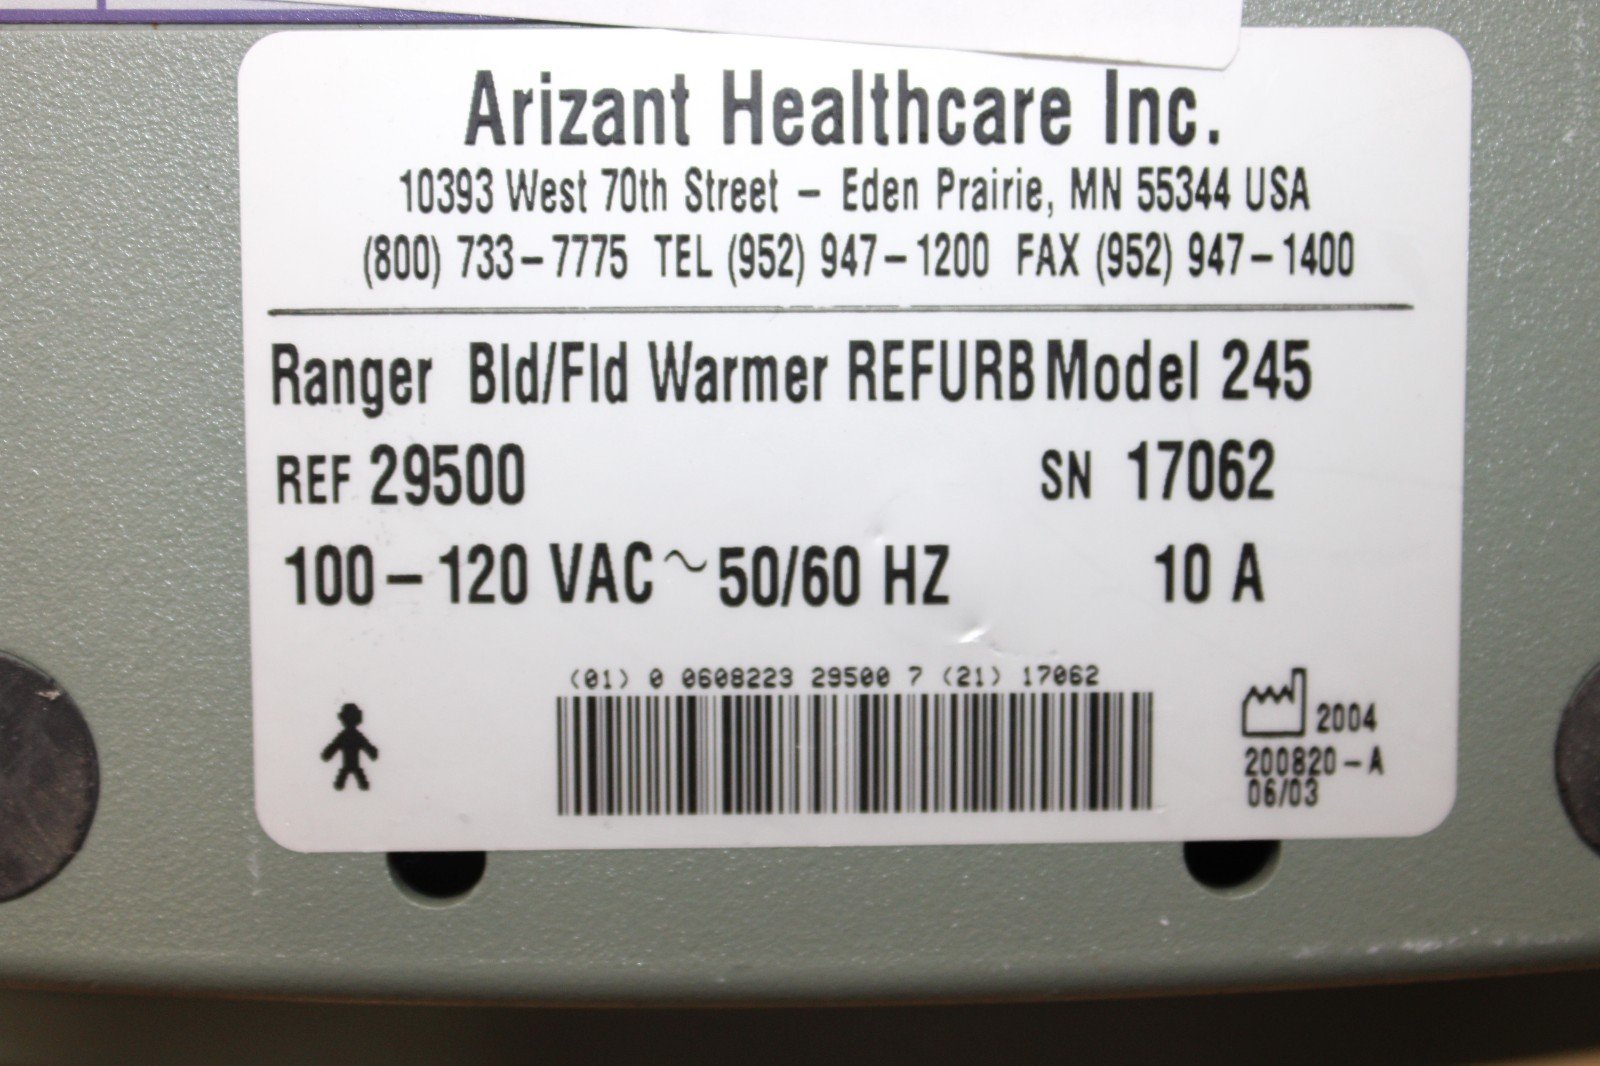 Arizant Healthcare Inc.
10393 West 70th Street – Eden Prairie, MN 55344 USA
(800) 733–7775 TEL (952) 947–1200 FAX (952) 947–1400
Ranger Bld/Fld Warmer REFURB Model 245
REF 29500 SN 17062
100–120 VAC ~ 50/60 HZ 10 A
(01) 0 0608223 29500 7 (21) 17062
2004
200820–A
06/03